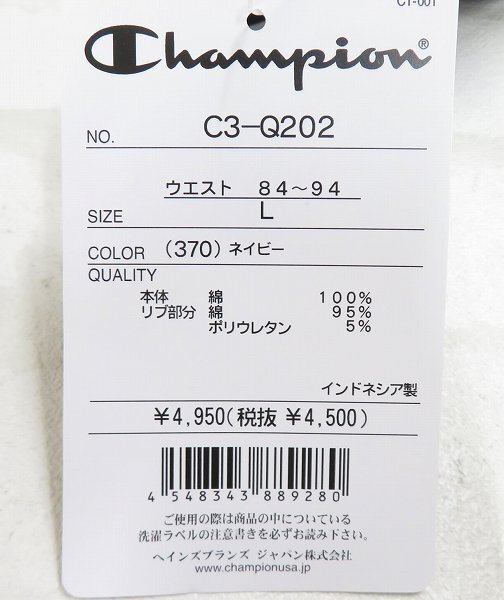 CT-001
Champion®
NO. C3-Q202
ウエスト 84～94
SIZE L
COLOR (370) ネイビー
QUALITY
本体 綿 100%
リブ部分 綿 95%
ポリウレタン 5%
インドネシア製
¥4,950(税抜 ¥4,500)
4 548343 889280
ご使用の際は商品の中についている
洗濯ラベルの注意書きを必ずお読み下さい。
ヘインズブランズ ジャパン株式会社
www.championusa.jp